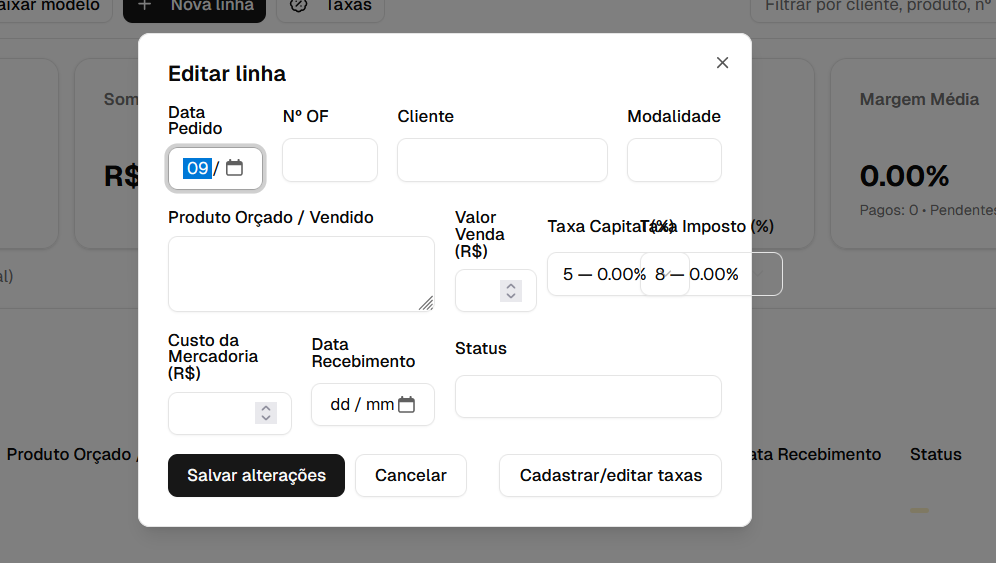 aixar modelo
Nova linha
Taxas
Filtrar por cliente, produto, nº
Som
R$
Margem Média
0.00%
Pagos: 0 • Pendentes
al)
Editar linha
Data
Pedido
Nº OF
Cliente
Modalidade
09/
Produto Orçado / Vendido
Valor
Venda
(R$)
Taxa Capital (%)
Taxa Imposto (%)
5 — 0.00%
8 — 0.00%
Custo da
Mercadoria
(R$)
Data
Recebimento
Status
dd / mm
Produto Orçado /
ata Recebimento
Status
Salvar alterações
Cancelar
Cadastrar/editar taxas